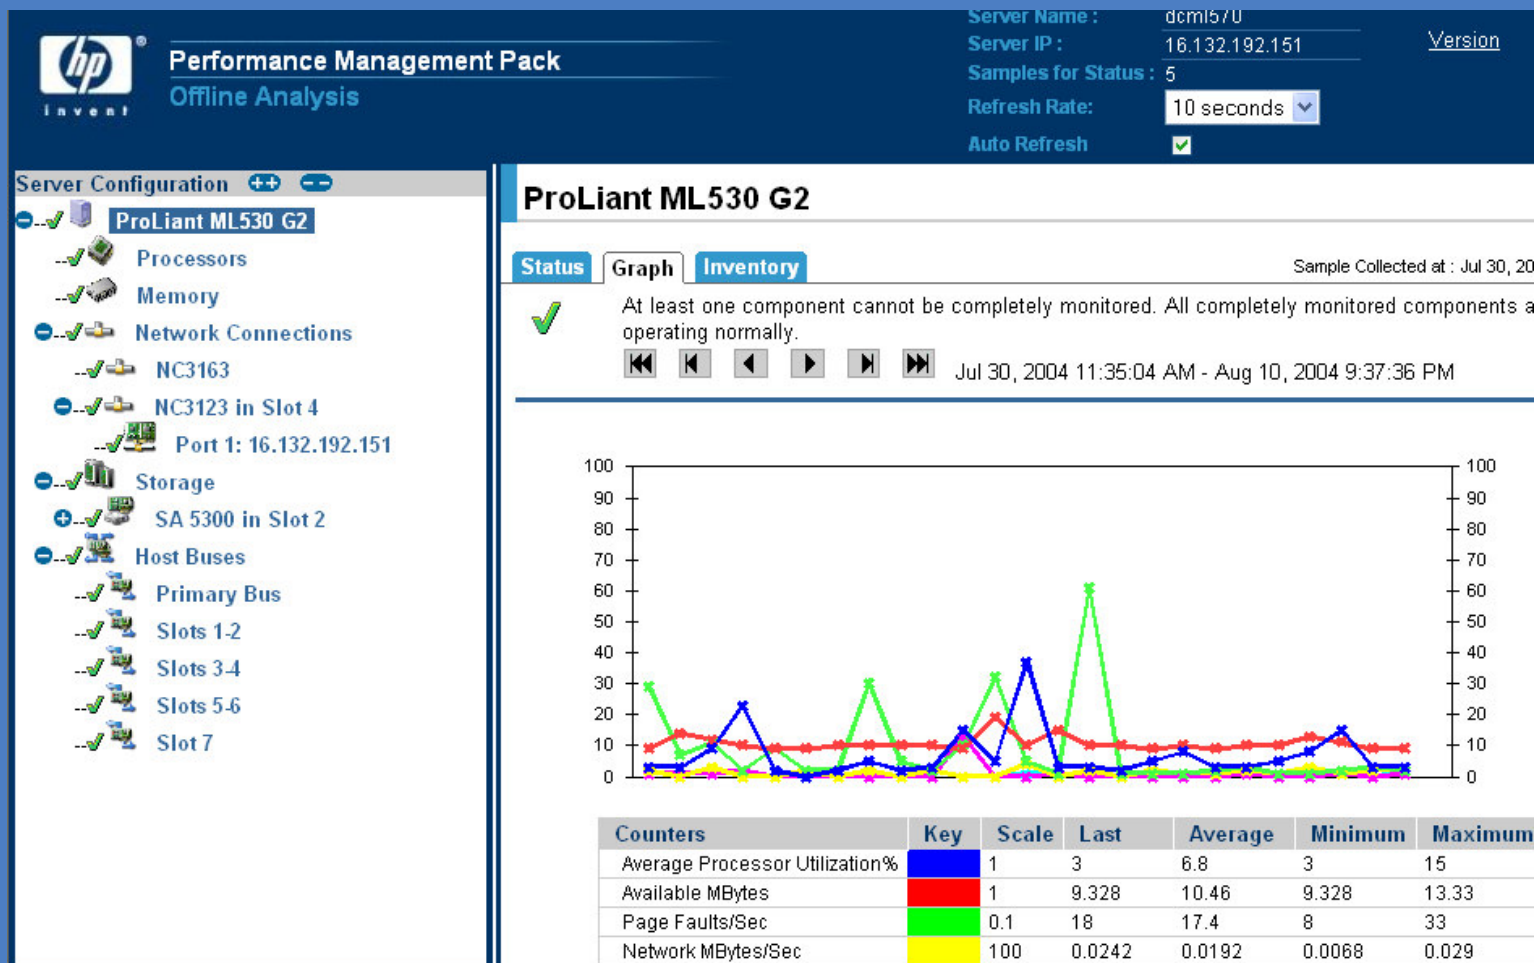 Server Name : dcml570
Server IP : 16.132.192.151
Version
Samples for Status : 5
Refresh Rate: 10 seconds
Auto Refresh
hp
invent
Performance Management Pack
Offline Analysis
Server Configuration
ProLiant ML530 G2
Processors
Memory
Network Connections
NC3163
NC3123 in Slot 4
Port 1: 16.132.192.151
Storage
SA 5300 in Slot 2
Host Buses
Primary Bus
Slots 1-2
Slots 3-4
Slots 5-6
Slot 7
ProLiant ML530 G2
Status Graph Inventory
Sample Collected at : Jul 30, 20
At least one component cannot be completely monitored. All completely monitored components a
operating normally.
Jul 30, 2004 11:35:04 AM - Aug 10, 2004 9:37:36 PM
100 100
90 90
80 80
70 70
60 60
50 50
40 40
30 30
20 20
10 10
0 0
Counters Key Scale Last Average Minimum Maximum
Average Processor Utilization% 1 3 6.8 3 15
Available MBytes 1 9.328 10.46 9.328 13.33
Page Faults/Sec 0.1 18 17.4 8 33
Network MBytes/Sec 100 0.0242 0.0192 0.0068 0.029